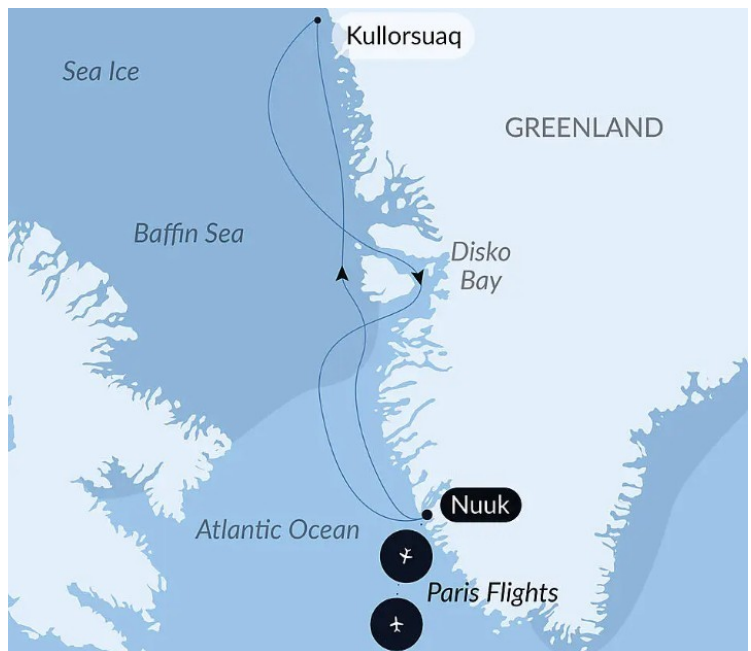 Kullorsuaq
Sea Ice
GREENLAND
Baffin Sea
Disko
Bay
Nuuk
Atlantic Ocean
Paris Flights